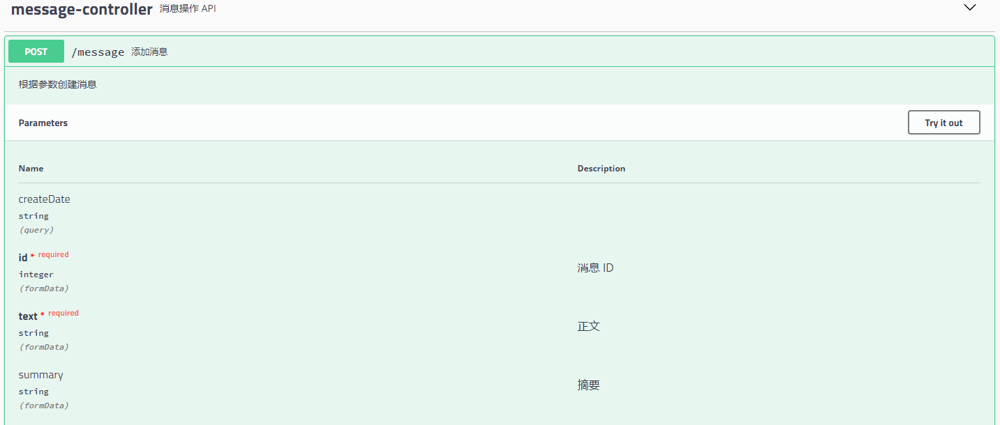 message-controller 消息操作 API
POST /message 添加消息
根据参数创建消息
Parameters Try it out
Name Description
createDate
string
(query)
id * required
integer
(formData)
消息 ID
text * required
string
(formData)
正文
summary
string
(formData)
摘要